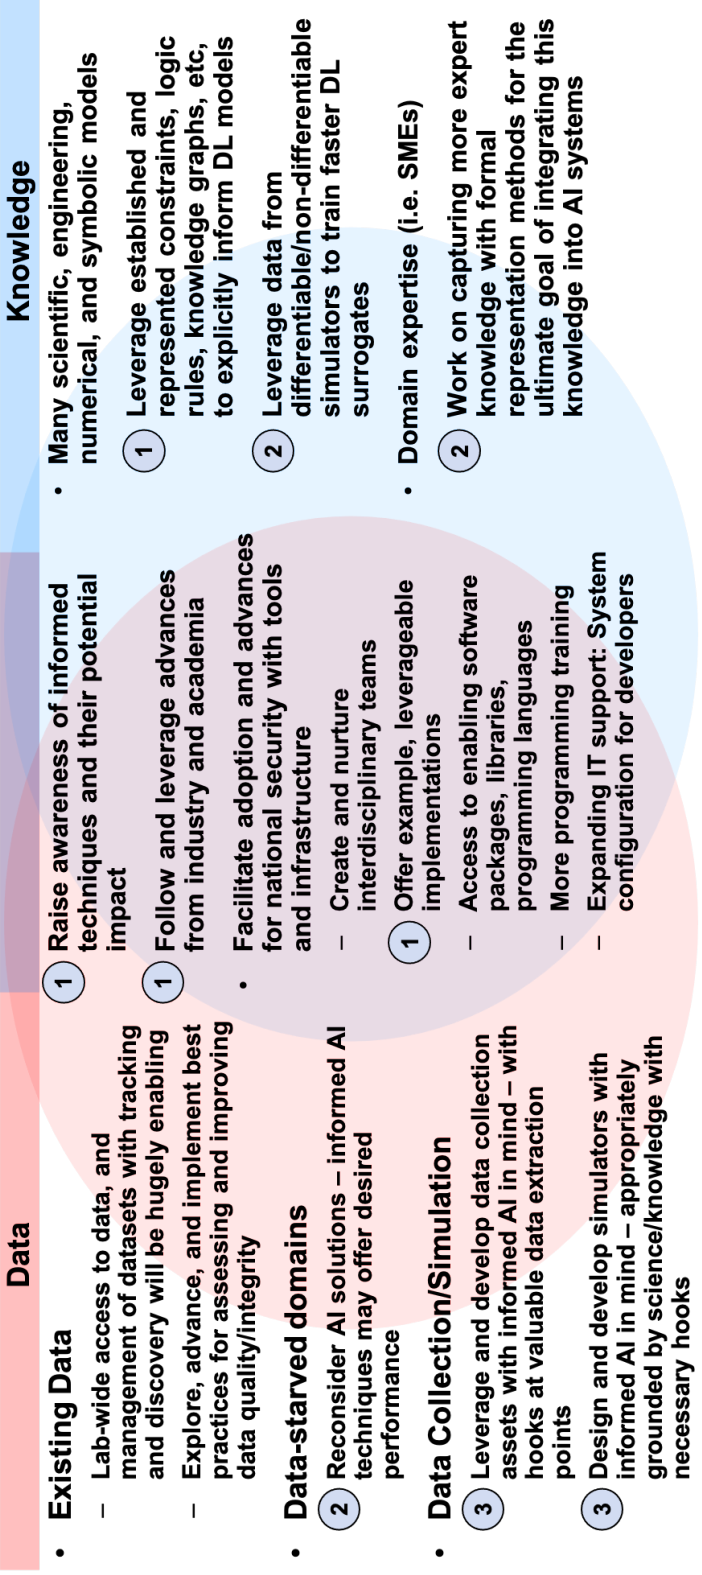 Data
Knowledge
• Existing Data
– Lab-wide access to data, and
management of datasets with tracking
and discovery will be hugely enabling
– Explore, advance, and implement best
practices for assessing and improving
data quality/integrity
• Data-starved domains
2 Reconsider AI solutions – informed AI
techniques may offer desired
performance
• Data Collection/Simulation
3 Leverage and develop data collection
assets with informed AI in mind – with
hooks at valuable data extraction
points
3 Design and develop simulators with
informed AI in mind – appropriately
grounded by science/knowledge with
necessary hooks
1 Raise awareness of informed
techniques and their potential
impact
1 Follow and leverage advances
from industry and academia
• Facilitate adoption and advances
for national security with tools
and infrastructure
– Create and nurture
interdisciplinary teams
1 Offer example, leverageable
implementations
– Access to enabling software
packages, libraries,
programming languages
– More programming training
– Expanding IT support: System
configuration for developers
• Many scientific, engineering,
numerical, and symbolic models
1 Leverage established and
represented constraints, logic
rules, knowledge graphs, etc,
to explicitly inform DL models
2 Leverage data from
differentiable/non-differentiable
simulators to train faster DL
surrogates
• Domain expertise (i.e. SMEs)
2 Work on capturing more expert
knowledge with formal
representation methods for the
ultimate goal of integrating this
knowledge into AI systems